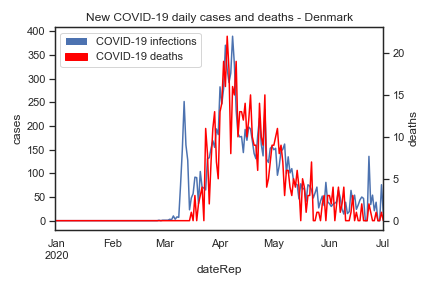 New COVID-19 daily cases and deaths - Denmark
COVID-19 infections
COVID-19 deaths
400
350
300
250
200
150
100
50
0
cases
20
15
10
5
0
deaths
Jan Feb Mar Apr May Jun Jul
2020
dateRep